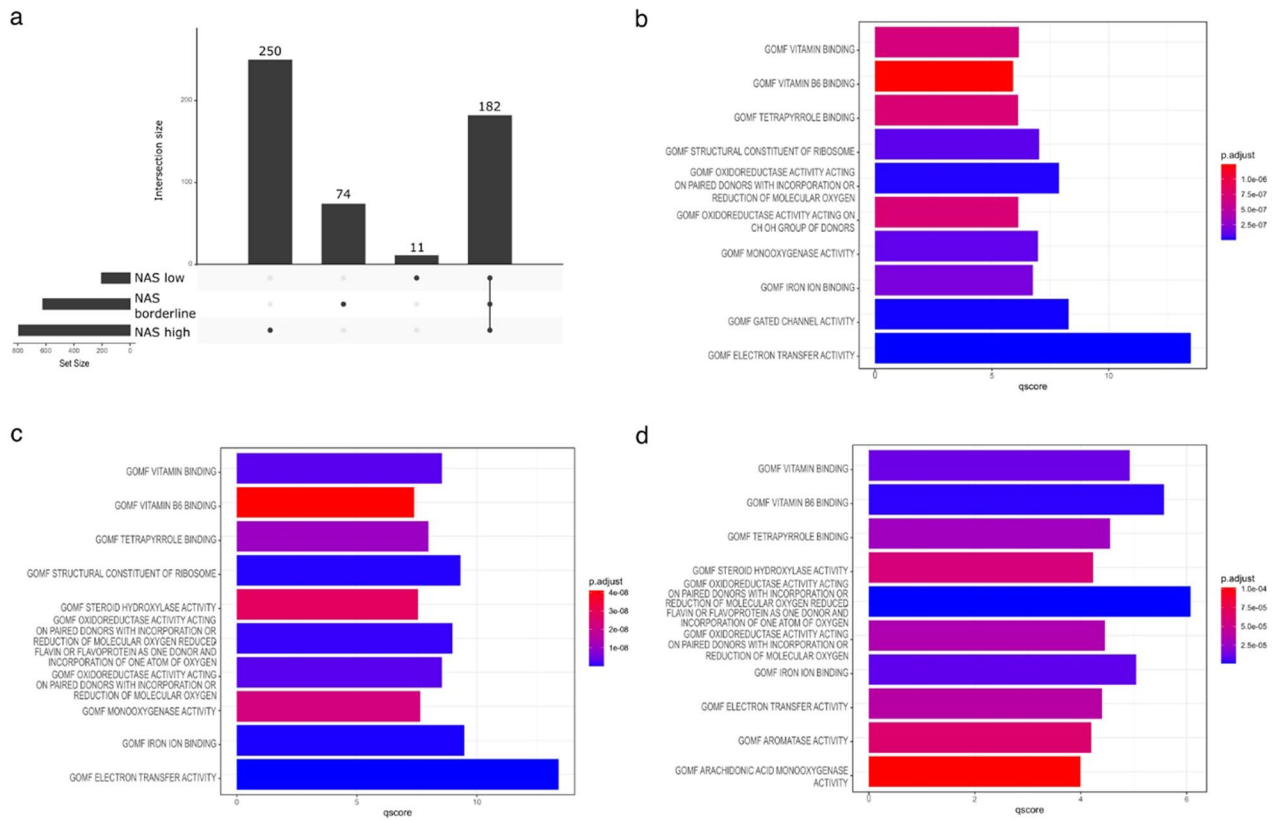 a
250
182
74
11
200
100
0
Intersection size
NAS low
NAS
borderline
NAS high
800
600
400
200
0
Set Size
b
GOMF VITAMIN BINDING
GOMF VITAMIN B6 BINDING
GOMF TETRAPYRROLE BINDING
GOMF STRUCTURAL CONSTITUENT OF RIBOSOME
GOMF OXIDOREDUCTASE ACTIVITY ACTING
ON PAIRED DONORS WITH INCORPORATION OR
REDUCTION OF MOLECULAR OXYGEN
GOMF OXIDOREDUCTASE ACTIVITY ACTING ON
CH OH GROUP OF DONORS
GOMF MONOOXYGENASE ACTIVITY
GOMF IRON ION BINDING
GOMF GATED CHANNEL ACTIVITY
GOMF ELECTRON TRANSFER ACTIVITY
0
5
10
qscore
p.adjust
1.0e-06
7.5e-07
5.0e-07
2.5e-07
c
GOMF VITAMIN BINDING
GOMF VITAMIN B6 BINDING
GOMF TETRAPYRROLE BINDING
GOMF STRUCTURAL CONSTITUENT OF RIBOSOME
GOMF STEROID HYDROXYLASE ACTIVITY
GOMF OXIDOREDUCTASE ACTIVITY ACTING
ON PAIRED DONORS WITH INCORPORATION OR
REDUCTION OF MOLECULAR OXYGEN REDUCED
FLAVIN OR FLAVOPROTEIN AS ONE DONOR AND
INCORPORATION OF ONE ATOM OF OXYGEN
GOMF OXIDOREDUCTASE ACTIVITY ACTING
ON PAIRED DONORS WITH INCORPORATION OR
REDUCTION OF MOLECULAR OXYGEN
GOMF MONOOXYGENASE ACTIVITY
GOMF IRON ION BINDING
GOMF ELECTRON TRANSFER ACTIVITY
0
5
10
qscore
p.adjust
4e-08
3e-08
2e-08
1e-08
d
GOMF VITAMIN BINDING
GOMF VITAMIN B6 BINDING
GOMF TETRAPYRROLE BINDING
GOMF STEROID HYDROXYLASE ACTIVITY
GOMF OXIDOREDUCTASE ACTIVITY ACTING
ON PAIRED DONORS WITH INCORPORATION OR
REDUCTION OF MOLECULAR OXYGEN REDUCED
FLAVIN OR FLAVOPROTEIN AS ONE DONOR AND
INCORPORATION OF ONE ATOM OF OXYGEN
GOMF OXIDOREDUCTASE ACTIVITY ACTING
ON PAIRED DONORS WITH INCORPORATION OR
REDUCTION OF MOLECULAR OXYGEN
GOMF IRON ION BINDING
GOMF ELECTRON TRANSFER ACTIVITY
GOMF AROMATASE ACTIVITY
GOMF ARACHIDONIC ACID MONOOXYGENASE
ACTIVITY
0
2
4
6
qscore
p.adjust
1.0e-04
7.5e-05
5.0e-05
2.5e-05